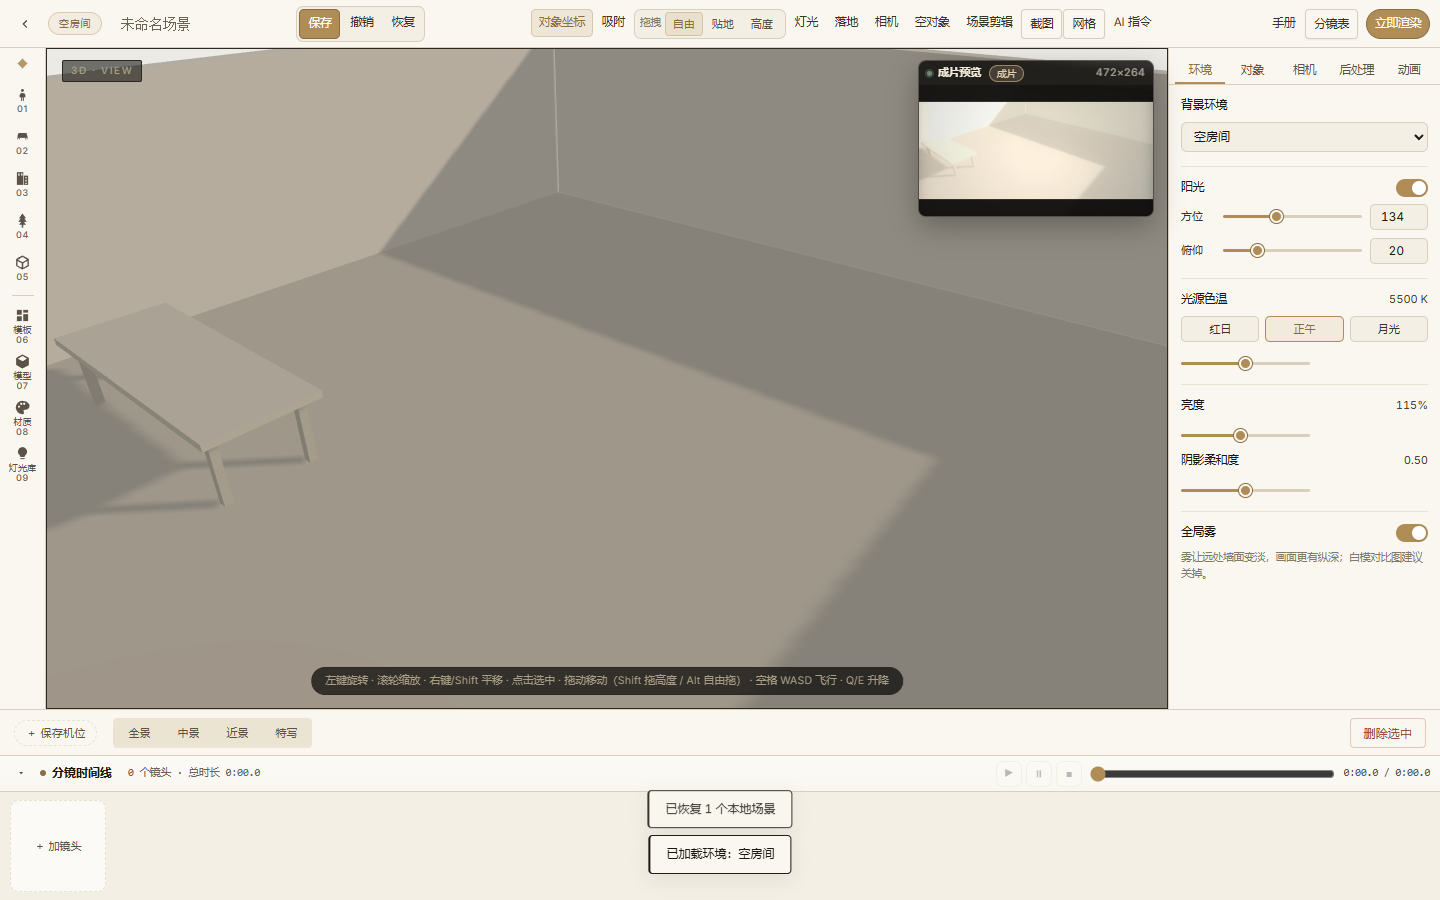 空房间
未命名场景
保存
撤销
恢复
对象坐标
吸附
拖拽
自由
贴地
高度
灯光
落地
相机
空对象
场景剪辑
截图
网格
AI 指令
手册
分镜表
立即渲染
01
02
03
04
05
模板
06
模型
07
材质
08
灯光库
09
3D · VIEW
成片预览
成片
472×264
左键旋转 · 滚轮缩放 · 右键/Shift 平移 · 点击选中 · 拖动移动（Shift 拖高度 / Alt 自由拖） · 空格 WASD 飞行 · Q/E 升降
环境
对象
相机
后处理
动画
背景环境
空房间
阳光
方位
134
俯仰
20
光源色温
5500 K
红日
正午
月光
亮度
115%
阴影柔和度
0.50
全局雾
雾让远处墙面变淡，画面更有纵深；白模对比图建议
关掉。
+ 保存机位
全景
中景
近景
特写
删除选中
分镜时间线
0 个镜头 · 总时长 0:00.0
0:00.0 / 0:00.0
+ 加镜头
已恢复 1 个本地场景
已加载环境：空房间